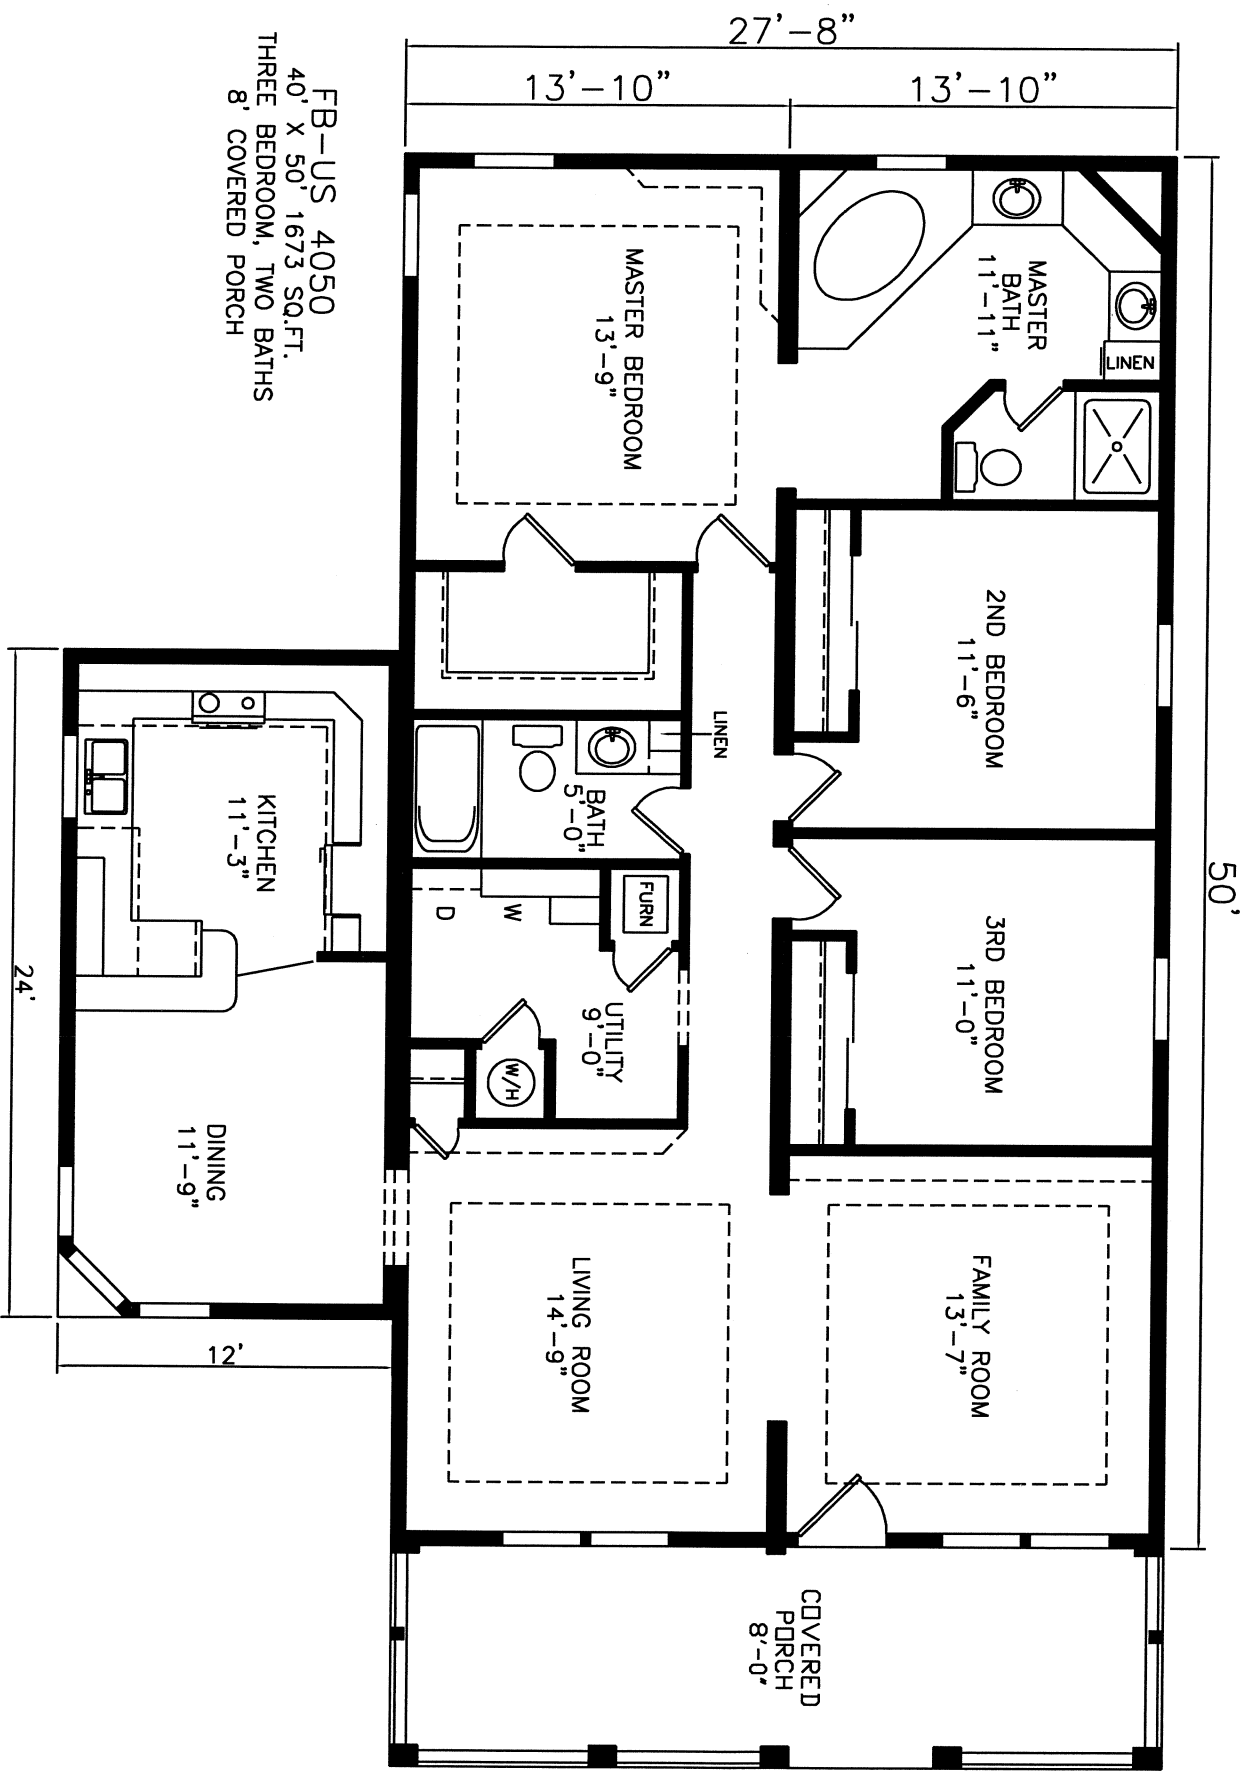 27'-8"
13'-10"
13'-10"
FB-US 4050
40' X 50' 1673 SQ.FT.
THREE BEDROOM, TWO BATHS
8' COVERED PORCH
MASTER BEDROOM
13'-9"
MASTER
BATH
11'-11"
LINEN
2ND BEDROOM
11'-6"
LINEN
BATH
5'-0"
KITCHEN
11'-3"
50'
3RD BEDROOM
11'-0"
FURN
W
D
UTILITY
9'-0"
W/H
24'
DINING
11'-9"
12'
LIVING ROOM
14'-9"
FAMILY ROOM
13'-7"
COVERED
PORCH
8'-0"